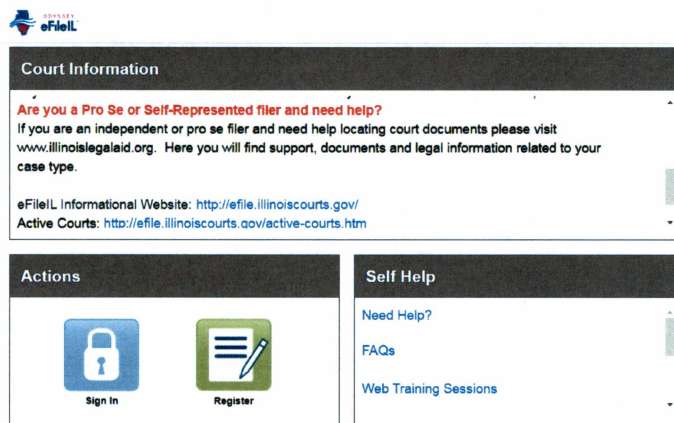 ODYSSEY
eFileIL
Court Information
Are you a Pro Se or Self-Represented filer and need help?
If you are an independent or pro se filer and need help locating court documents please visit
www.illinoislegalaid.org. Here you will find support, documents and legal information related to your
case type.
eFileIL Informational Website: http://efile.illinoiscourts.gov/
Active Courts: http://efile.illinoiscourts.gov/active-courts.htm
Actions
Sign In
Register
Self Help
Need Help?
FAQs
Web Training Sessions